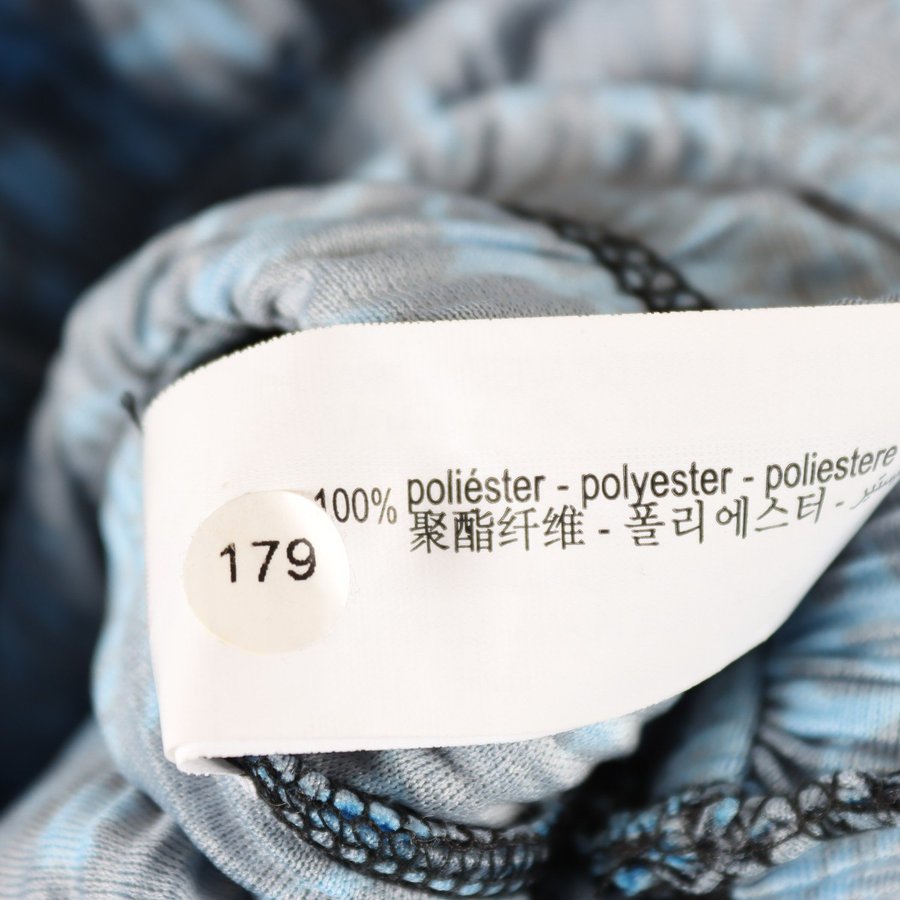 100% poliéster - polyester - poliestere
聚酯纤维 - 폴리에스터 -
179